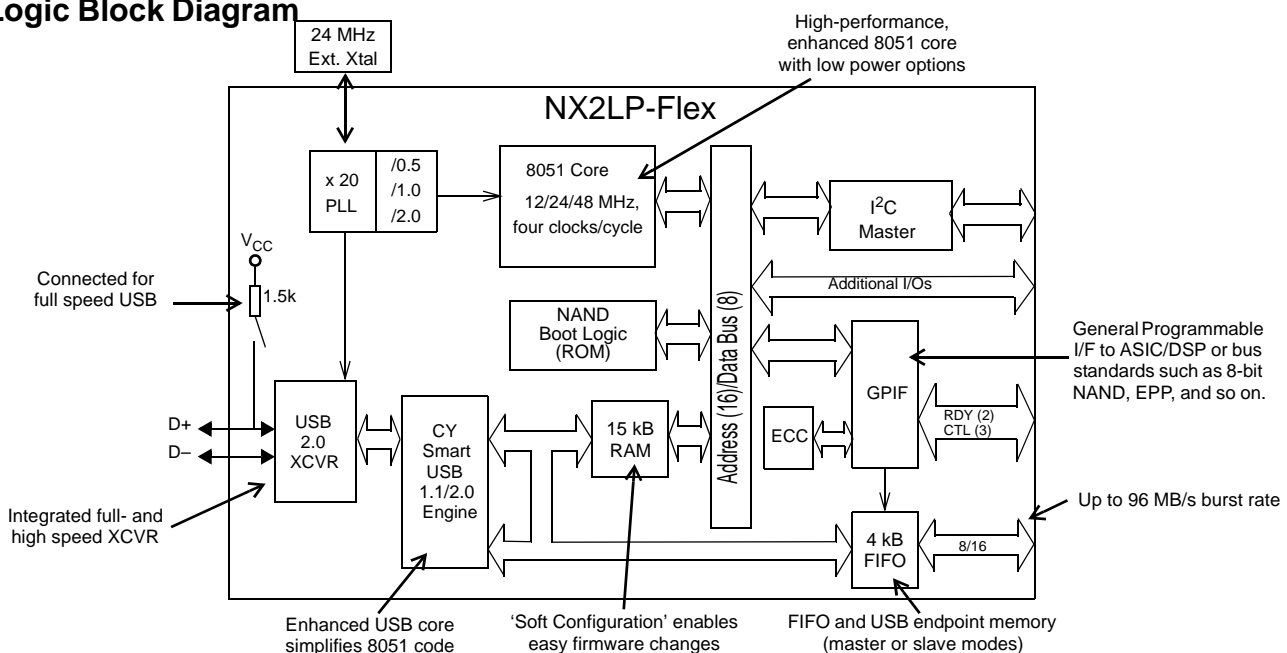 Logic Block Diagram
24 MHz
Ext. Xtal
High-performance,
enhanced 8051 core
with low power options
NX2LP-Flex
x 20
PLL
/0.5
/1.0
/2.0
8051 Core
12/24/48 MHz,
four clocks/cycle
I2C
Master
VCC
1.5k
Connected for
full speed USB
Additional I/Os
NAND
Boot Logic
(ROM)
Address (16)/Data Bus (8)
General Programmable
I/F to ASIC/DSP or bus
standards such as 8-bit
NAND, EPP, and so on.
GPIF
RDY (2)
CTL (3)
D+
D–
USB
2.0
XCVR
CY
Smart
USB
1.1/2.0
Engine
15 kB
RAM
ECC
Integrated full- and
high speed XCVR
Up to 96 MB/s burst rate
4 kB
FIFO
8/16
Enhanced USB core
simplifies 8051 code
‘Soft Configuration’ enables
easy firmware changes
FIFO and USB endpoint memory
(master or slave modes)